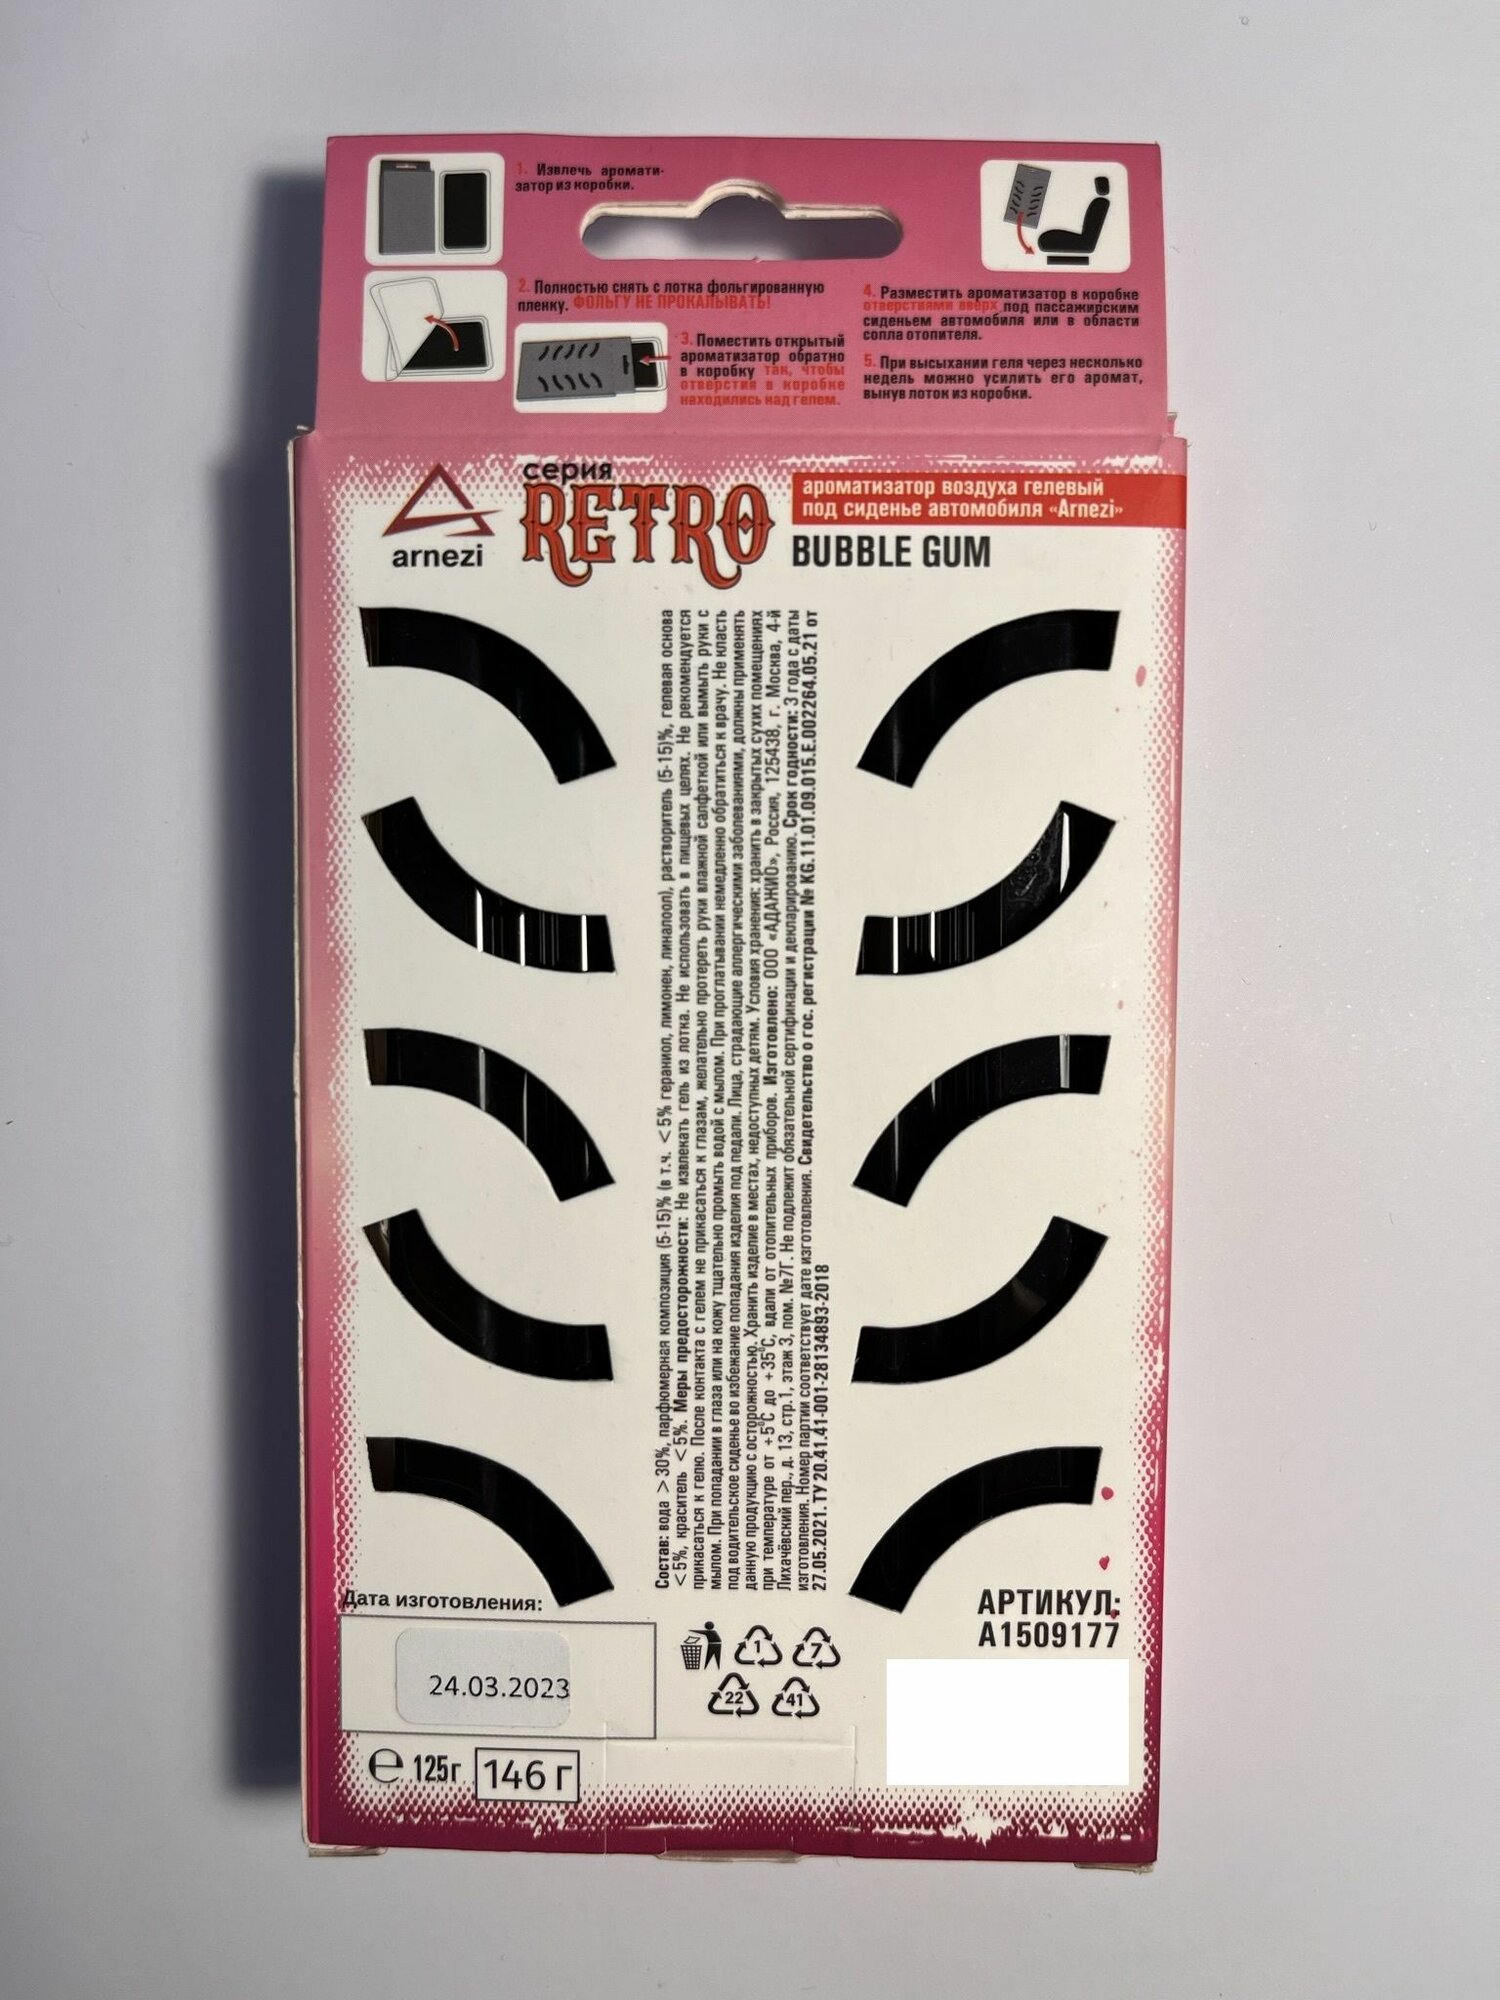 1. Извлечь аромати-
затор из коробки.
2. Полностью снять с лотка фольгированную
пленку. ФОЛЬГУ НЕ ПРОКАЛЫВАТЬ!
3. Поместить открытый
ароматизатор обратно
в коробку так, чтобы
отверстия в коробке
находились над гелем.
4. Разместить ароматизатор в коробке
отверстиями вверх под пассажирским
сиденьем автомобиля или в области
сопла отопителя.
5. При высыхании геля через несколько
недель можно усилить его аромат,
вынув лоток из коробки.
arnezi
серия
RETRO
ароматизатор воздуха гелевый
под сиденье автомобиля «Arnezi»
BUBBLE GUM
Состав: вода > 30%, парфюмерная композиция (5-15)% (в т.ч. < 5% гераниол, лимонен, линалоол), растворитель (5-15)%, гелевая основа
< 5%, краситель < 5%. Меры предосторожности: Не извлекать гель из лотка. Не использовать в пищевых целях. Не рекомендуется
прикасаться к гелю. После контакта с гелем не прикасаться к глазам, желательно протереть руки влажной салфеткой или вымыть руки с
мылом. При попадании в глаза или на кожу тщательно промыть водой с мылом. При проглатывании немедленно обратиться к врачу. Не класть
под водительское сиденье во избежание попадания изделия под педали. Лица, страдающие аллергическими заболеваниями, должны применять
данную продукцию с осторожностью. Хранить изделие в местах, недоступных детям. Условия хранения: хранить в закрытых сухих помещениях
при температуре от +5°С до +35°С, вдали от отопительных приборов. Изготовлено: ООО «АДАЖИО», Россия, 125438, г. Москва, 4-й
Лихачёвский пер., д. 13, стр.1, этаж 3, пом. №7Г. Не подлежит обязательной сертификации и декларированию. Срок годности: 3 года с даты
изготовления. Номер партии соответствует дате изготовления. Свидетельство о гос. регистрации № KG.11.01.09.015.E.002264.05.21 от
27.05.2021. ТУ 20.41.41-001-28134893-2018
Дата изготовления:
24.03.2023
1
7
22
41
АРТИКУЛ:
A1509177
℮ 125г
146 Г